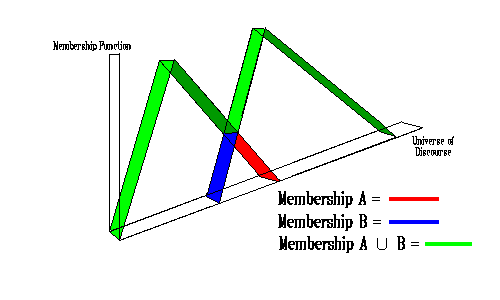 Membership Function
Universe of
Discourse
Membership A =
Membership B =
Membership A ∪ B =